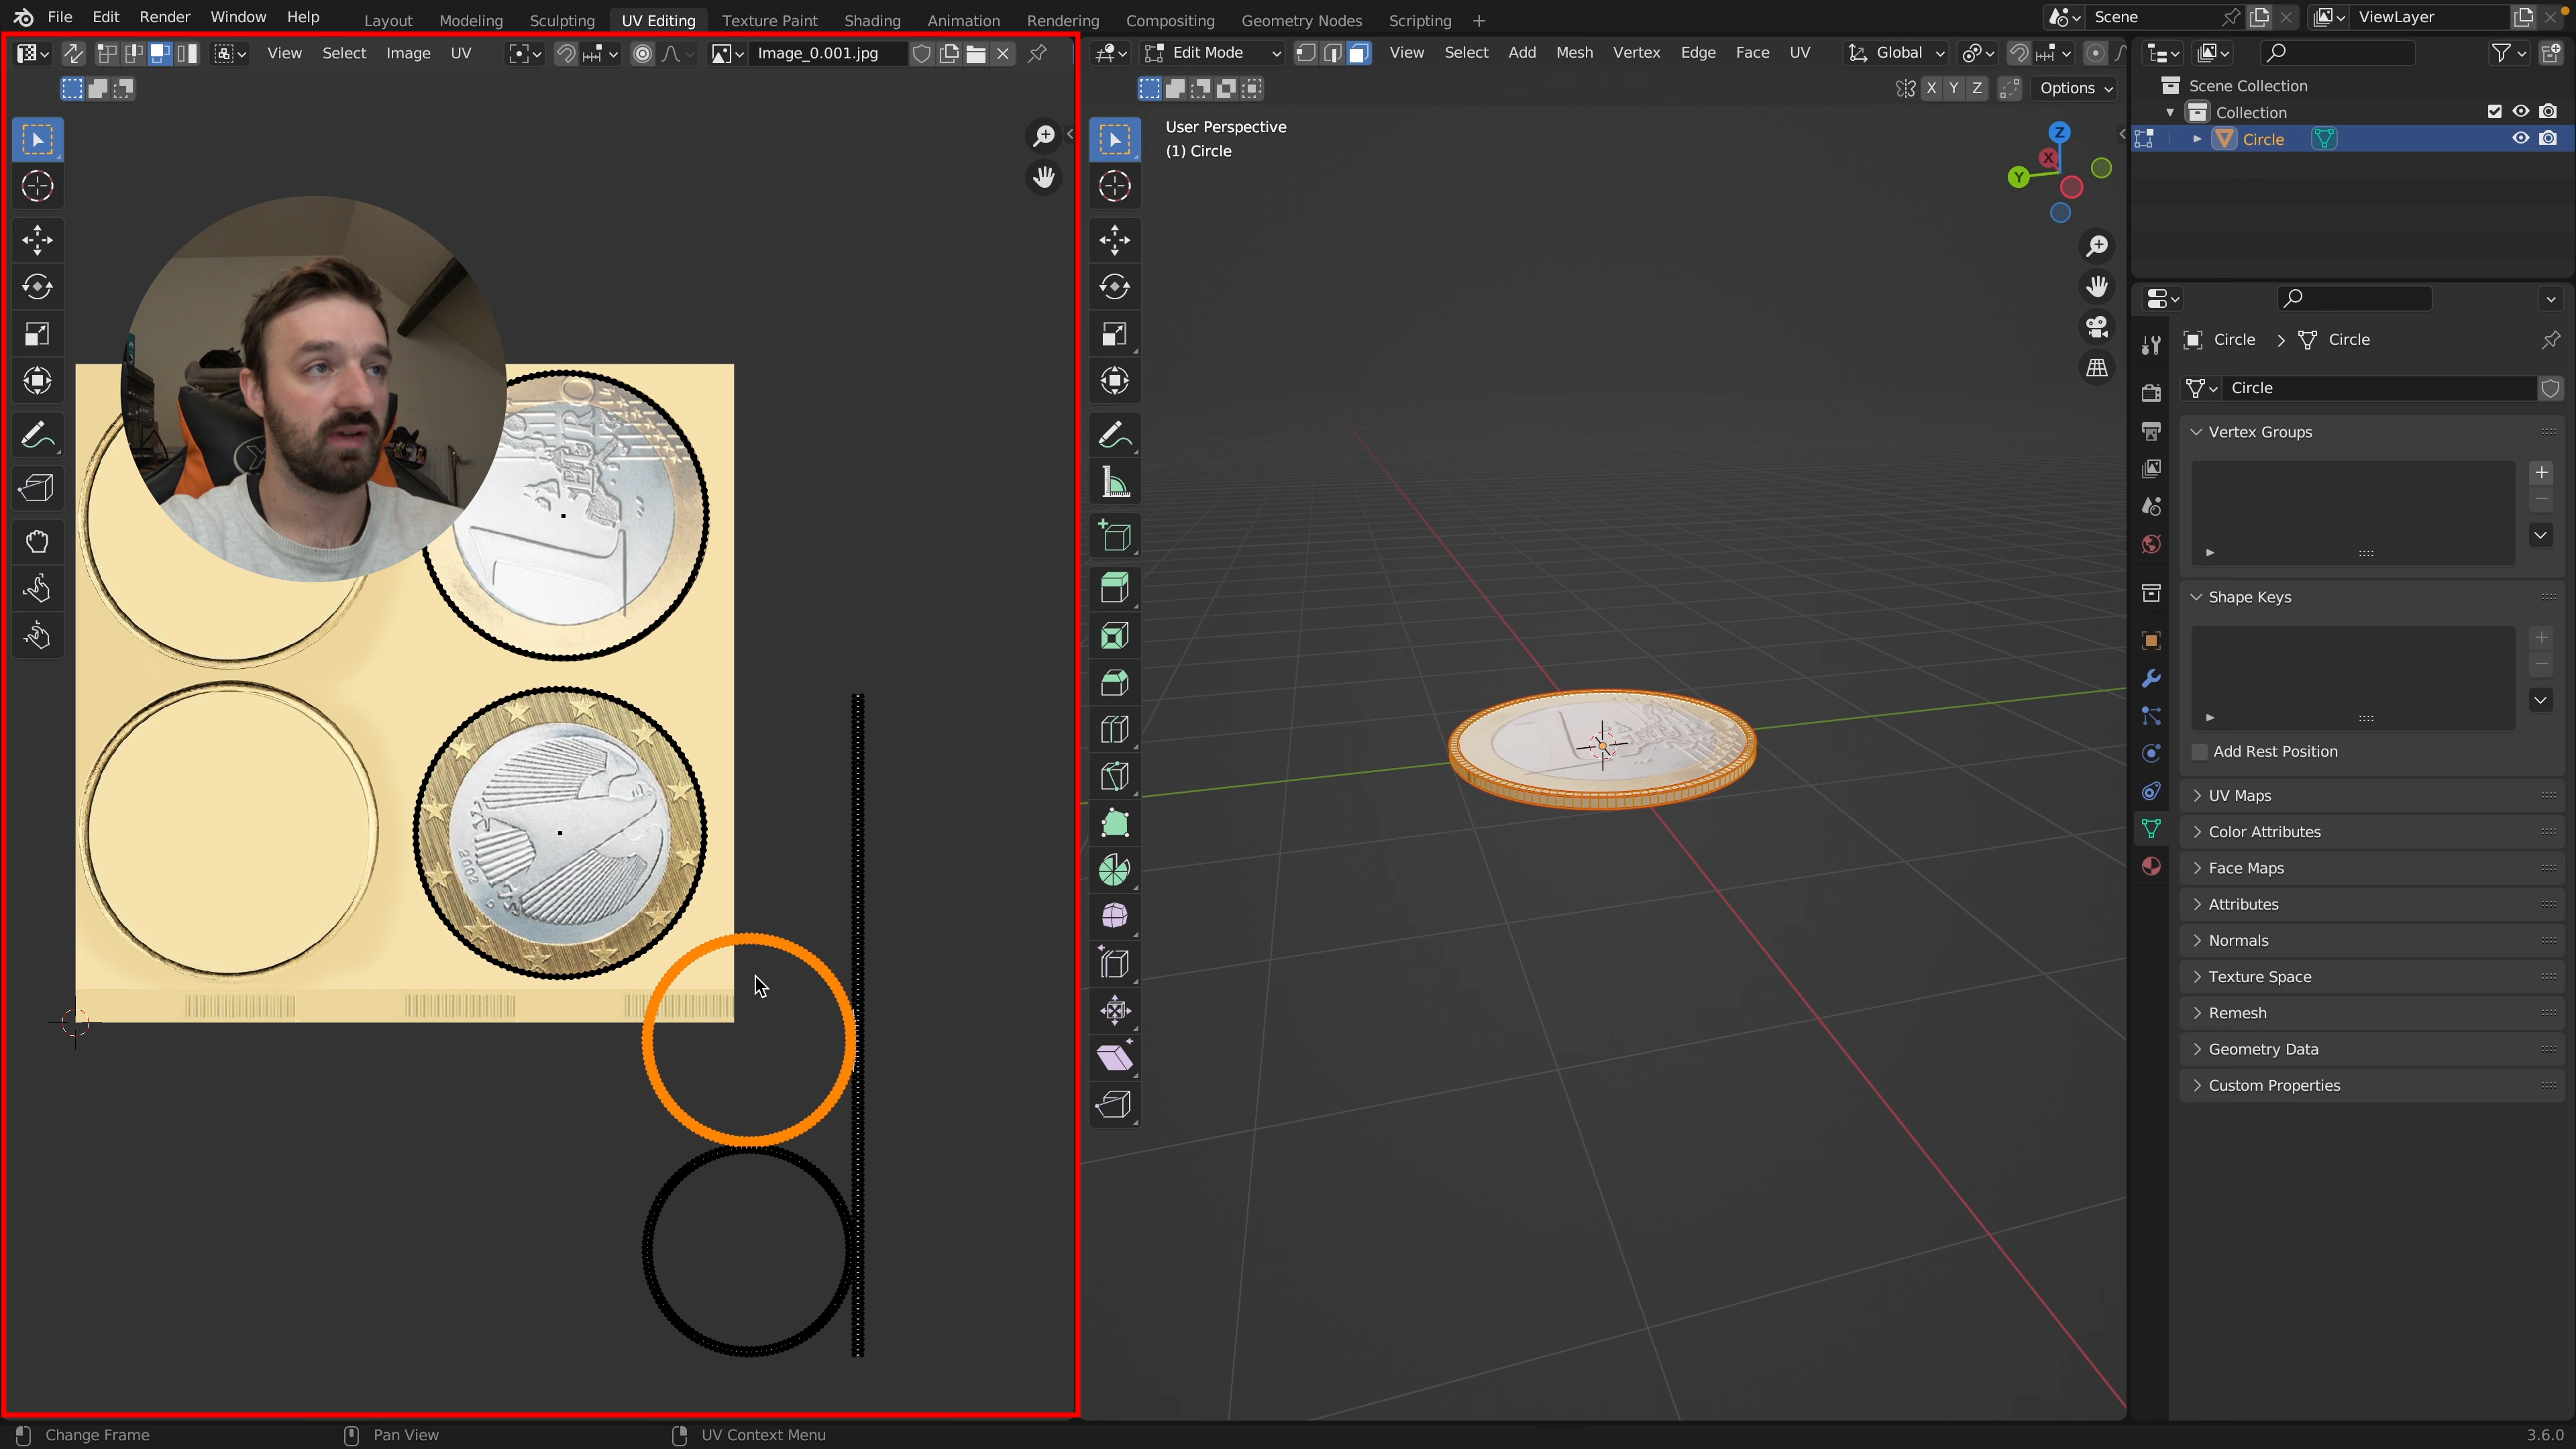 File Edit Render Window Help Layout Modeling Sculpting UV Editing Texture Paint Shading Animation Rendering Compositing Geometry Nodes Scripting + Scene ViewLayer
View Select Image UV Image_0.001.jpg Edit Mode View Select Add Mesh Vertex Edge Face UV Global
X Y Z Options
User Perspective
(1) Circle
Z
X
Y
Scene Collection
Collection
Circle
Circle > Circle
Circle
Vertex Groups
Shape Keys
Add Rest Position
UV Maps
Color Attributes
Face Maps
Attributes
Normals
Texture Space
Remesh
Geometry Data
Custom Properties
EURO
1
2002
Change Frame Pan View UV Context Menu 3.6.0